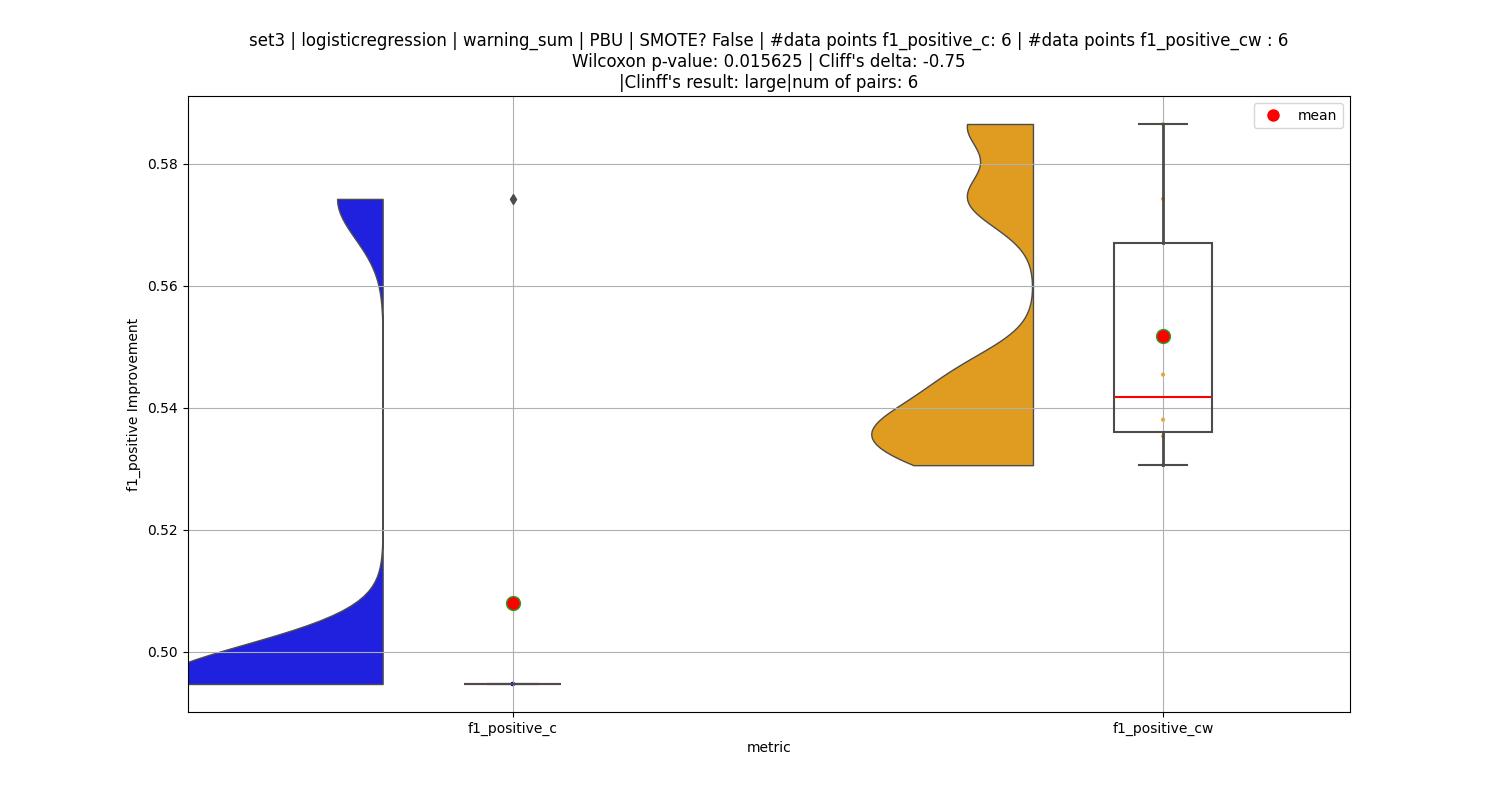 set3 | logisticregression | warning_sum | PBU | SMOTE? False | #data points f1_positive_c: 6 | #data points f1_positive_cw : 6
Wilcoxon p-value: 0.015625 | Cliff's delta: -0.75
|Clinff's result: large|num of pairs: 6
mean
0.58
0.56
0.54
0.52
0.50
f1_positive Improvement
f1_positive_c
f1_positive_cw
metric